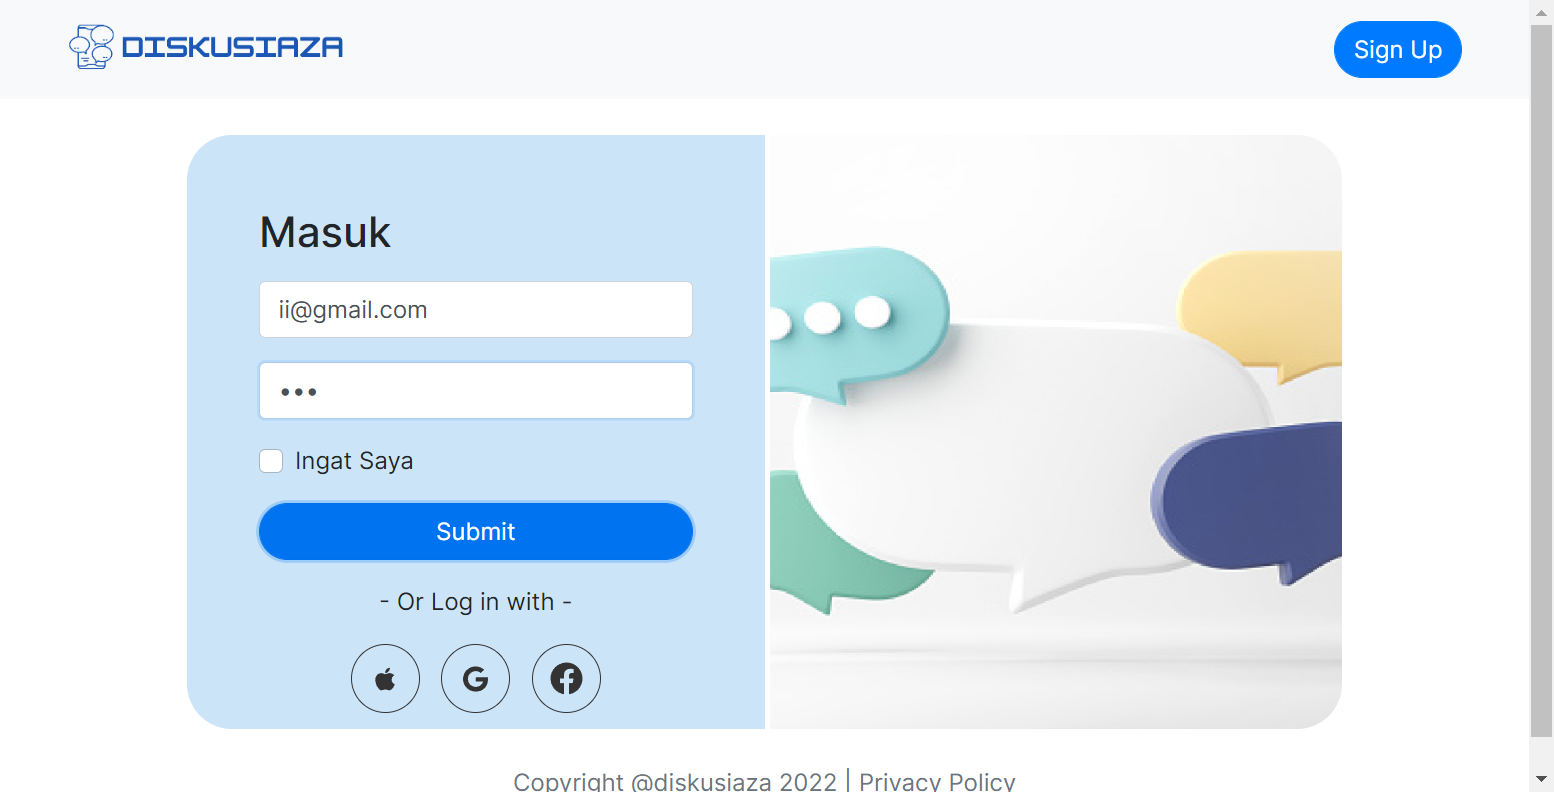 DISKUSIAZA
Sign Up
Masuk
ii@gmail.com
•••
Ingat Saya
Submit
- Or Log in with -
Copyright @diskusiaza 2022 | Privacy Policy